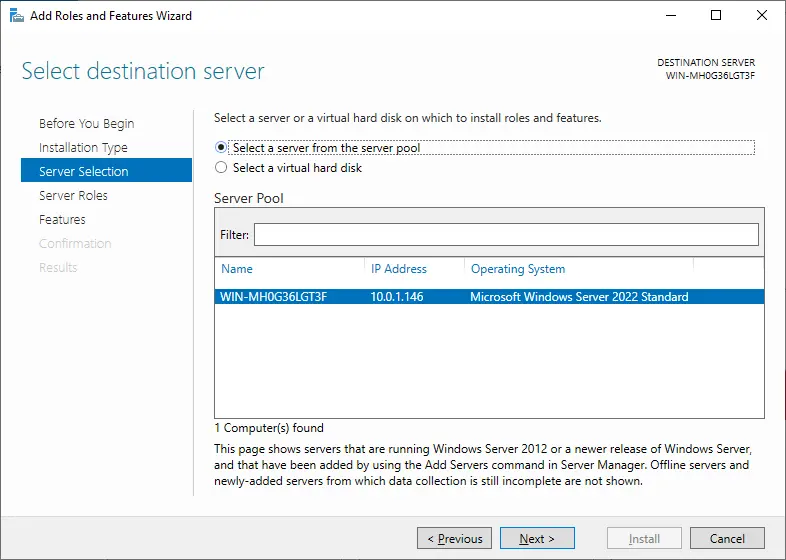 Add Roles and Features Wizard
Select destination server
DESTINATION SERVER
WIN-MH0G36LGT3F
Before You Begin
Installation Type
Server Selection
Server Roles
Features
Confirmation
Results
Select a server or a virtual hard disk on which to install roles and features.
Select a server from the server pool
Select a virtual hard disk
Server Pool
Filter:
Name IP Address Operating System
WIN-MH0G36LGT3F 10.0.1.146 Microsoft Windows Server 2022 Standard
1 Computer(s) found
This page shows servers that are running Windows Server 2012 or a newer release of Windows Server,
and that have been added by using the Add Servers command in Server Manager. Offline servers and
newly-added servers from which data collection is still incomplete are not shown.
< Previous Next > Install Cancel